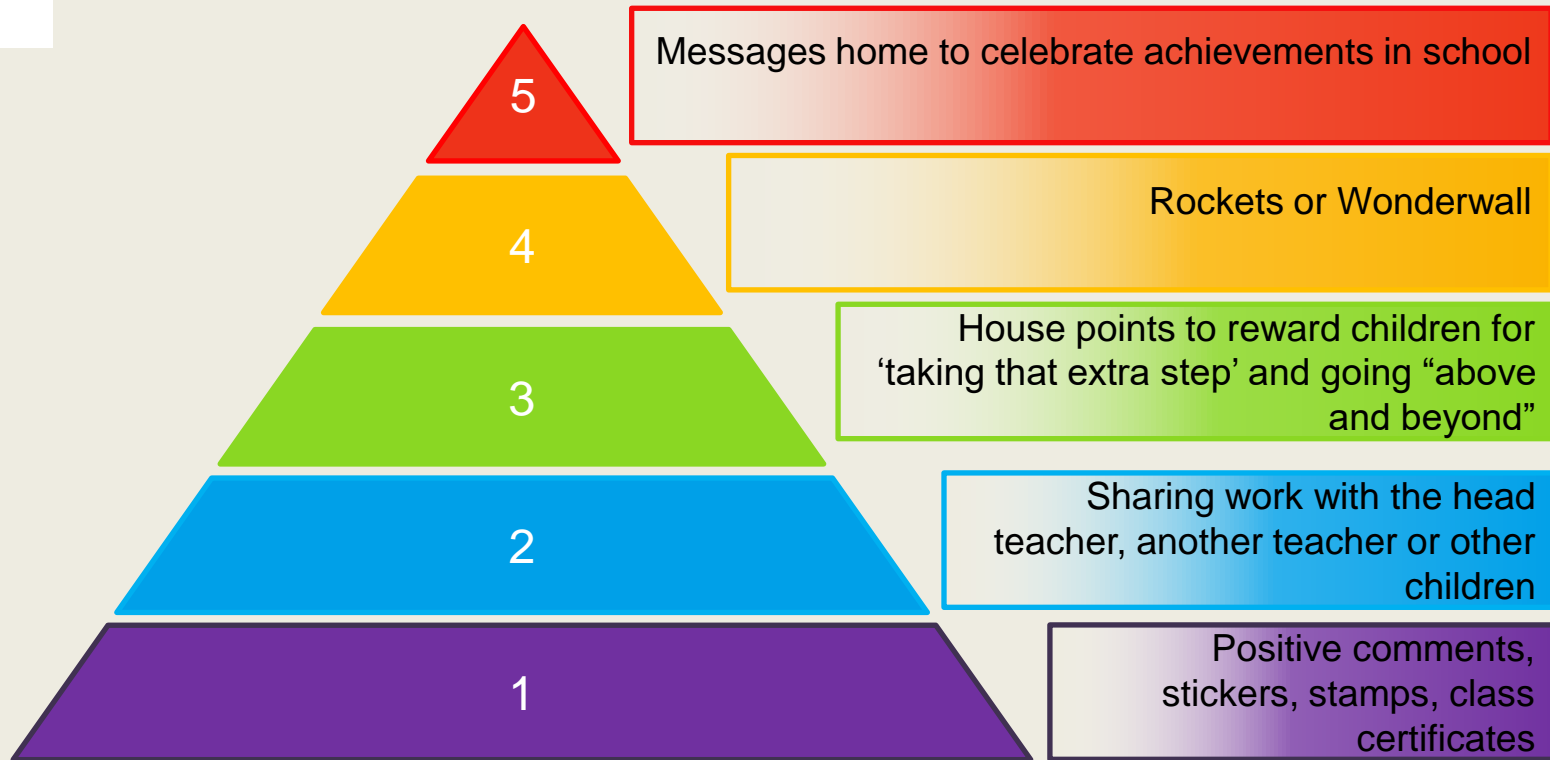 5
Messages home to celebrate achievements in school
4
Rockets or Wonderwall
3
House points to reward children for
‘taking that extra step’ and going “above
and beyond”
2
Sharing work with the head
teacher, another teacher or other
children
1
Positive comments,
stickers, stamps, class
certificates